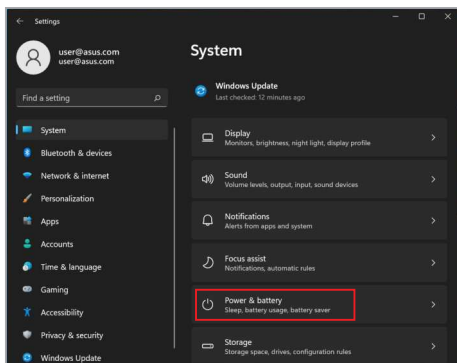 Settings
user@asus.com
user@asus.com
Find a setting
System
Bluetooth & devices
Network & internet
Personalization
Apps
Accounts
Time & language
Gaming
Accessibility
Privacy & security
Windows Update
System
Windows Update
Last checked: 12 minutes ago
Display
Monitors, brightness, night light, display profile
Sound
Volume levels, output, input, sound devices
Notifications
Alerts from apps and system
Focus assist
Notifications, automatic rules
Power & battery
Sleep, battery usage, battery saver
Storage
Storage space, drives, configuration rules